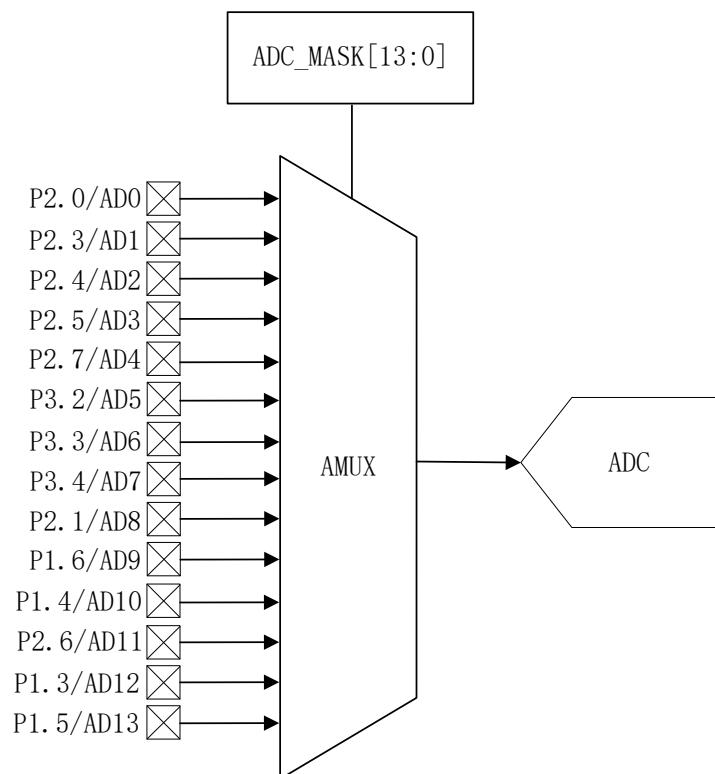 ADC_MASK[13:0]
P2.0/AD0
P2.3/AD1
P2.4/AD2
P2.5/AD3
P2.7/AD4
P3.2/AD5
P3.3/AD6
P3.4/AD7
P2.1/AD8
P1.6/AD9
P1.4/AD10
P2.6/AD11
P1.3/AD12
P1.5/AD13
AMUX
ADC